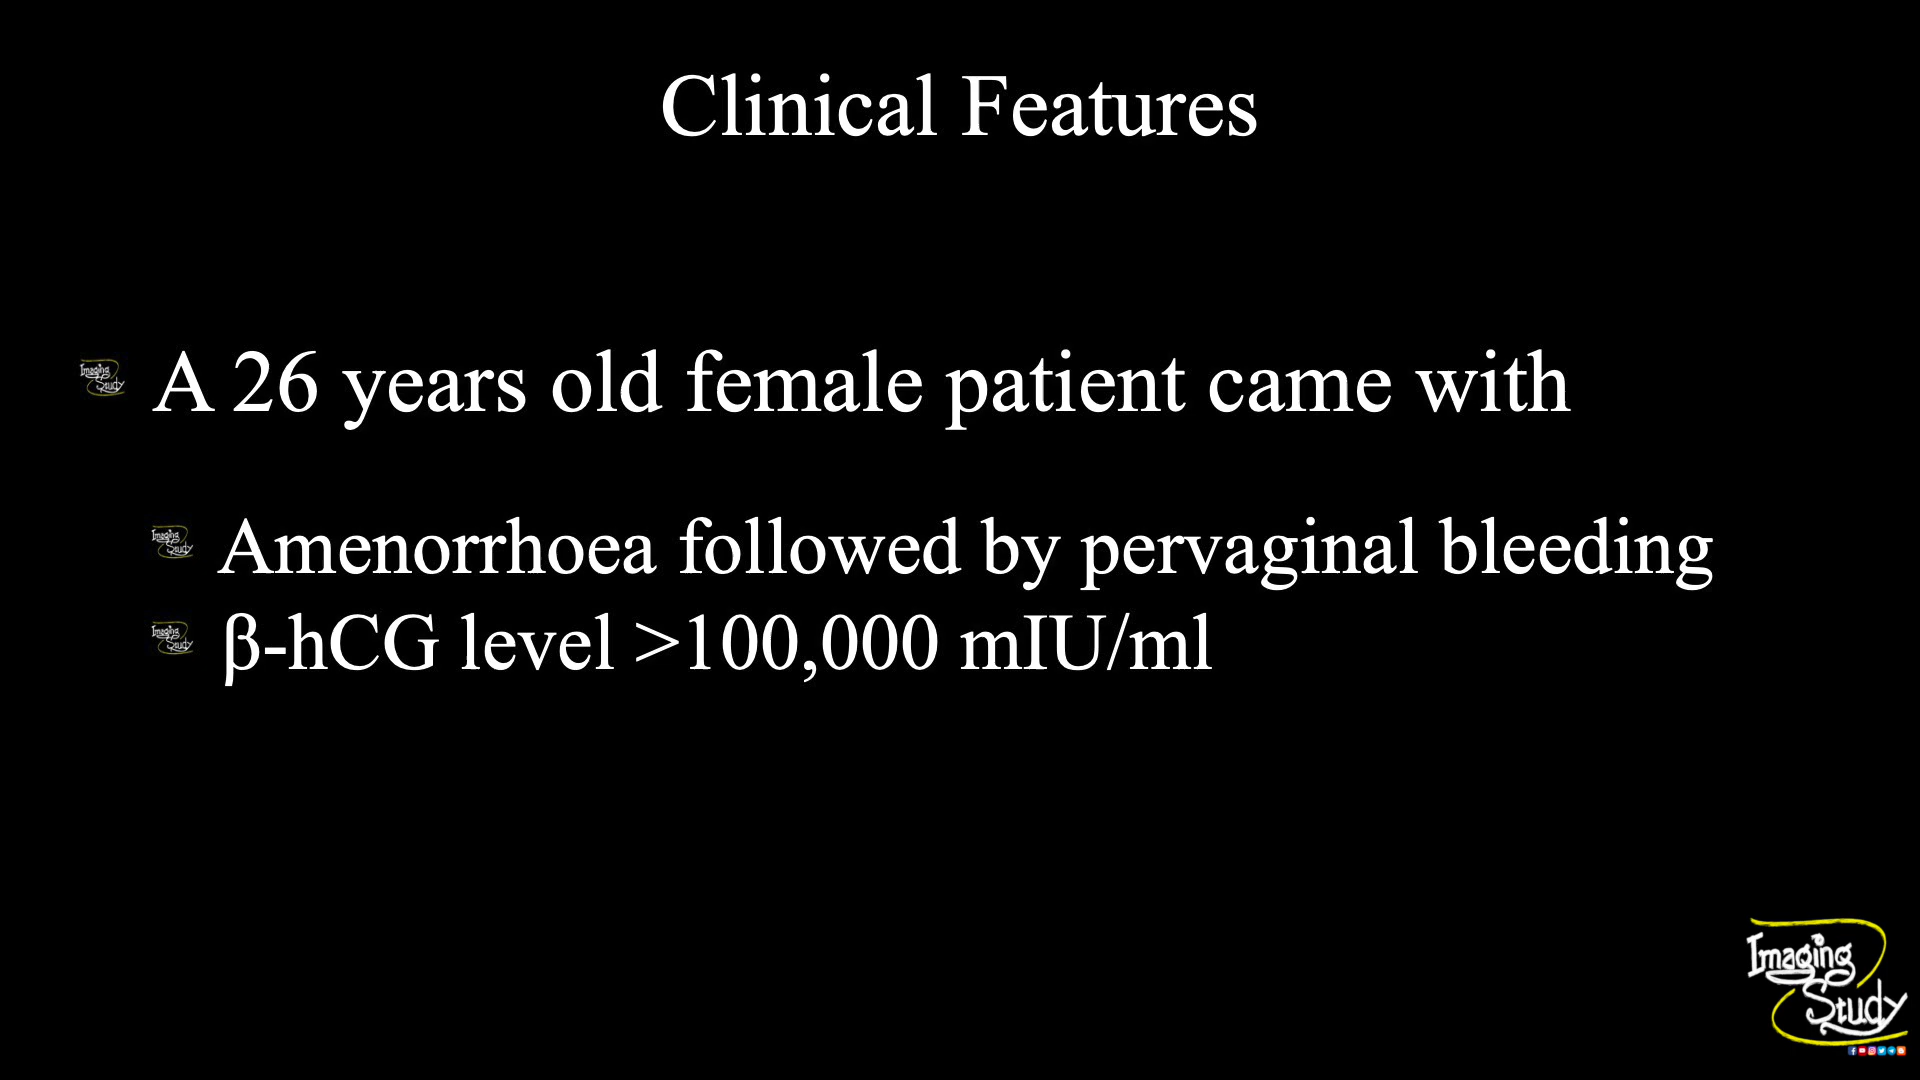 Clinical Features
A 26 years old female patient came with
Amenorrhoea followed by pervaginal bleeding
β-hCG level >100,000 mIU/ml
Imaging
Study